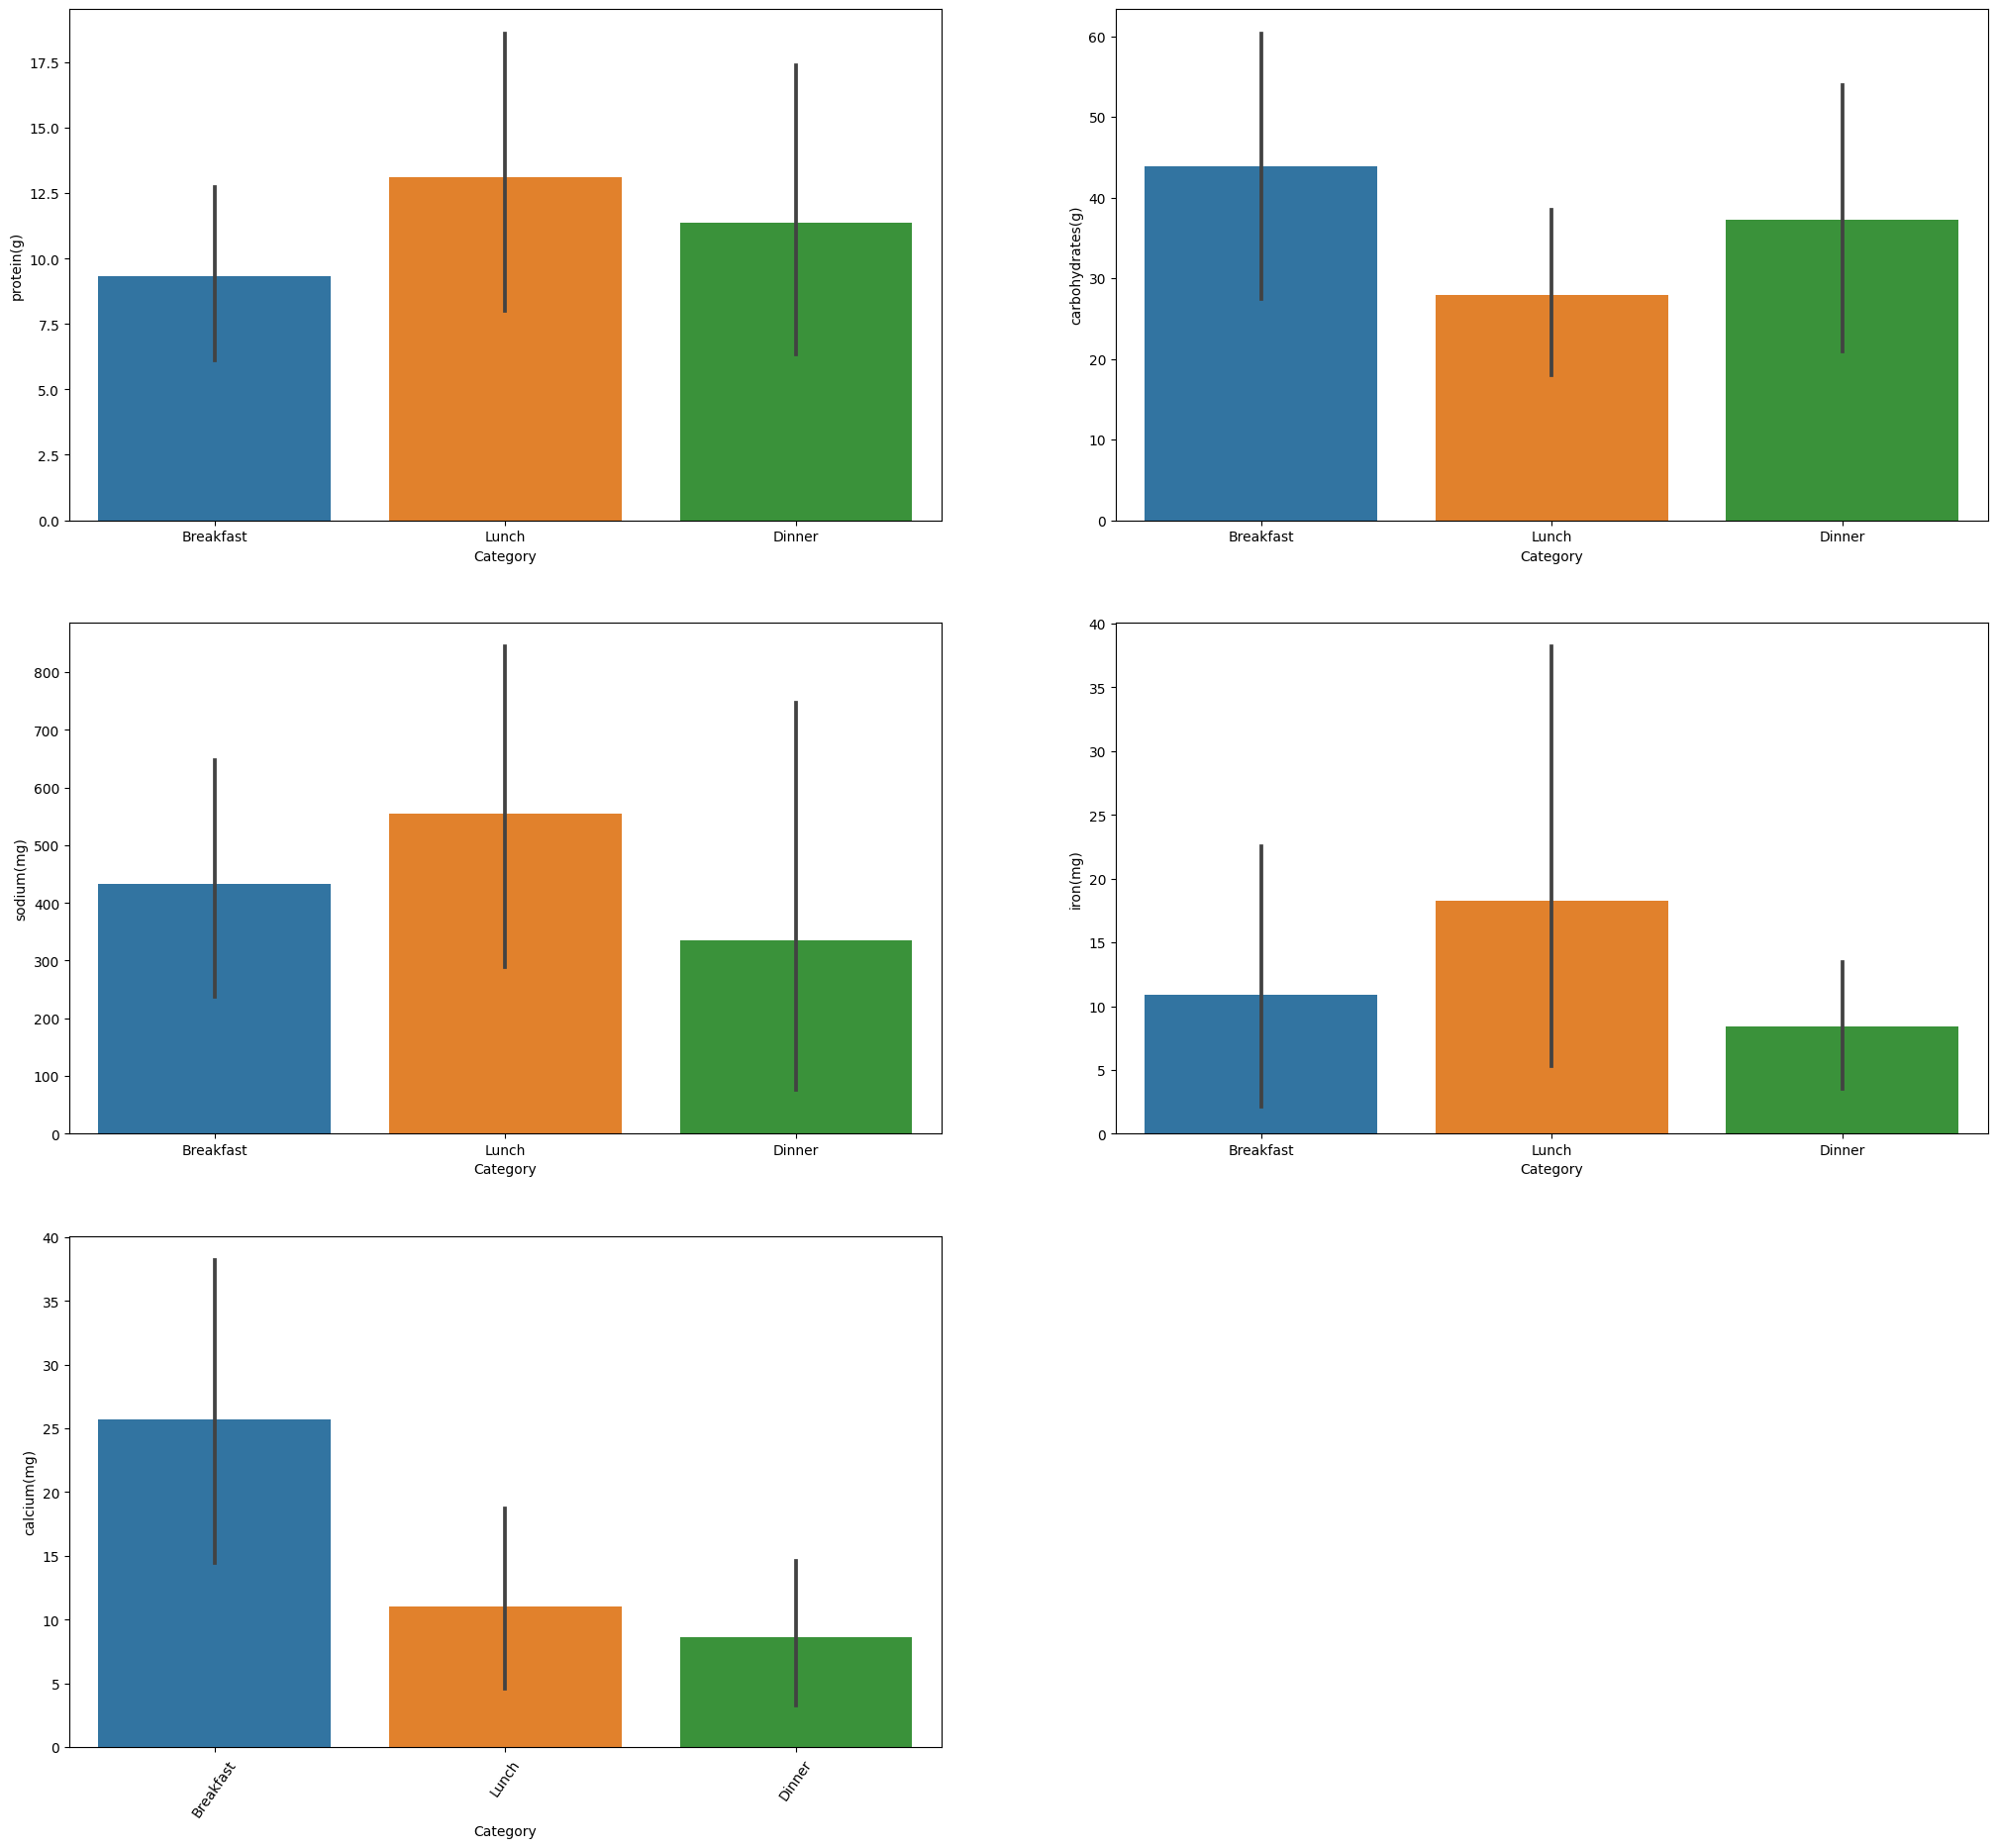 protein(g)
17.5
15.0
12.5
10.0
7.5
5.0
2.5
0.0
Breakfast Lunch Dinner
Category
carbohydrates(g)
60
50
40
30
20
10
0
Breakfast Lunch Dinner
Category
sodium(mg)
800
700
600
500
400
300
200
100
0
Breakfast Lunch Dinner
Category
iron(mg)
40
35
30
25
20
15
10
5
0
Breakfast Lunch Dinner
Category
calcium(mg)
40
35
30
25
20
15
10
5
0
Breakfast Lunch Dinner
Category